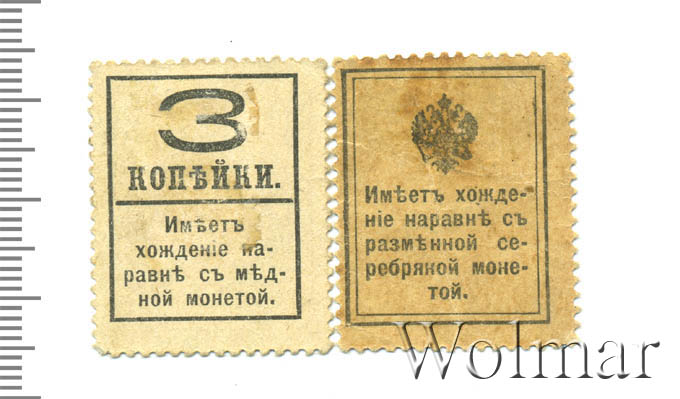 3
КОПѢЙКИ.
Имѣетъ
хожденіе на-
равнѣ съ мѣд-
ной монетой.
Имѣетъ хожде-
ніе наравнѣ съ
размѣнной се-
ребряной моне-
той.
Wolmar